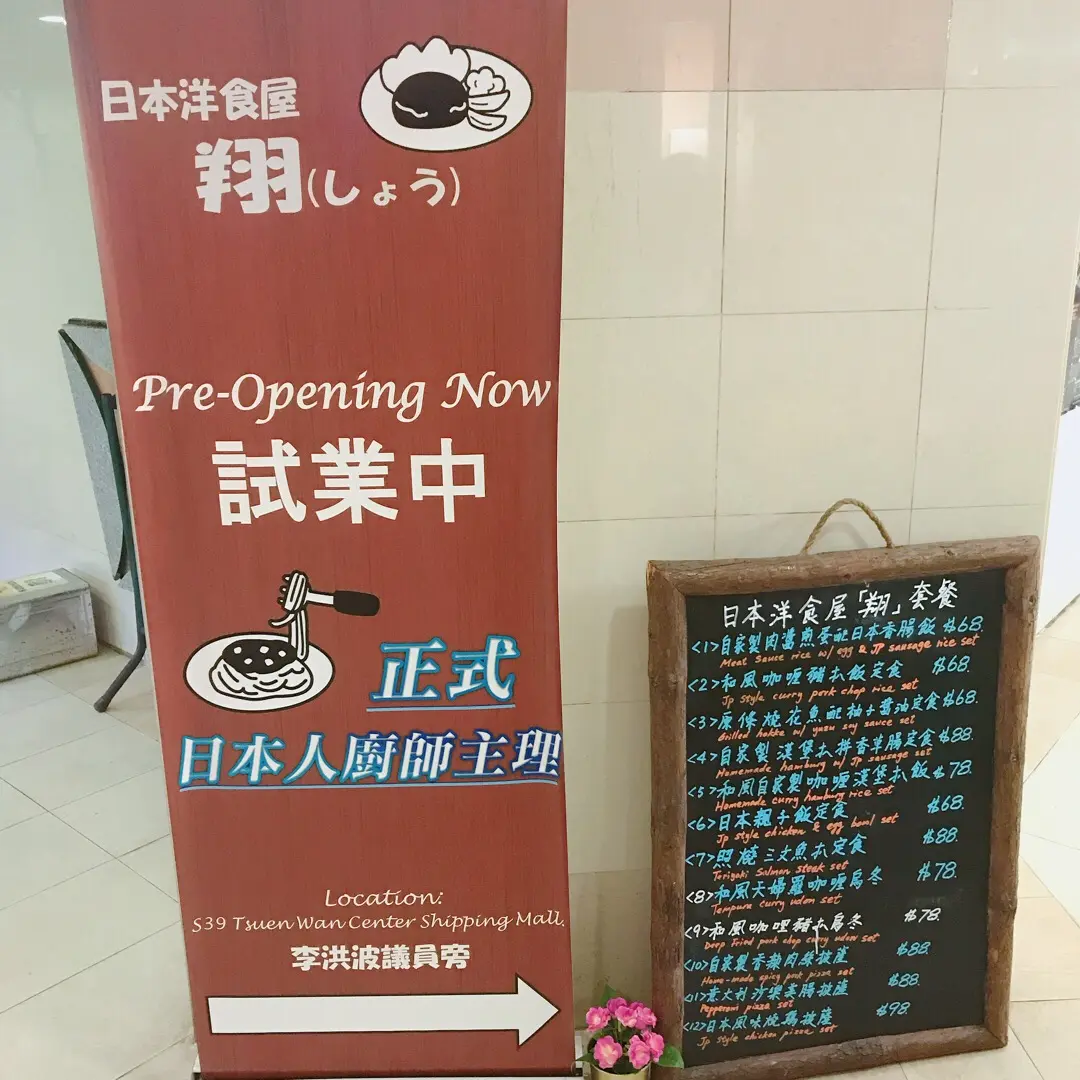 日本洋食屋
翔(しょう)
Pre-Opening Now
試業中
正式
日本人廚師主理
Location:
S39 Tsuen Wan Center Shipping Mall.
李洪波議員旁
日本洋食屋「翔」套餐
<1>自家製肉醬煎蛋配日本香腸飯 $68.
Meat Sauce rice w/ egg & JP sausage rice set
<2>和風咖喱豬扒飯定食 $68.
Jp style curry pork chop rice set
<3>原條燒花魚配柚子醬油定食 $68.
Grilled hokke w/ yuzu soy sauce set
<4>自家製漢堡扒拼香草腸定食 $88.
Homemade hamburg w/ Jp sausage set
<5>和風自家製咖喱漢堡扒飯 $78.
Homemade curry hamburg rice set
<6>日本親子飯定食 $68.
Jp style chicken & egg bowl set
<7>照燒三文魚扒定食 $88.
Teriyaki Salmon steak set
<8>和風天婦羅咖喱烏冬 $78.
Tempura curry udon set
<9>和風咖哩豬扒烏冬 $78.
Deep Fried pork chop curry udon set
<10>自家製香辣肉碎披薩 $88.
Home-made spicy pork pizza set
<11>意大利沙樂美腸披薩 $88.
Pepperoni pizza set
<12>日本風味燒鷄披薩 $98.
Jp style chicken pizza set